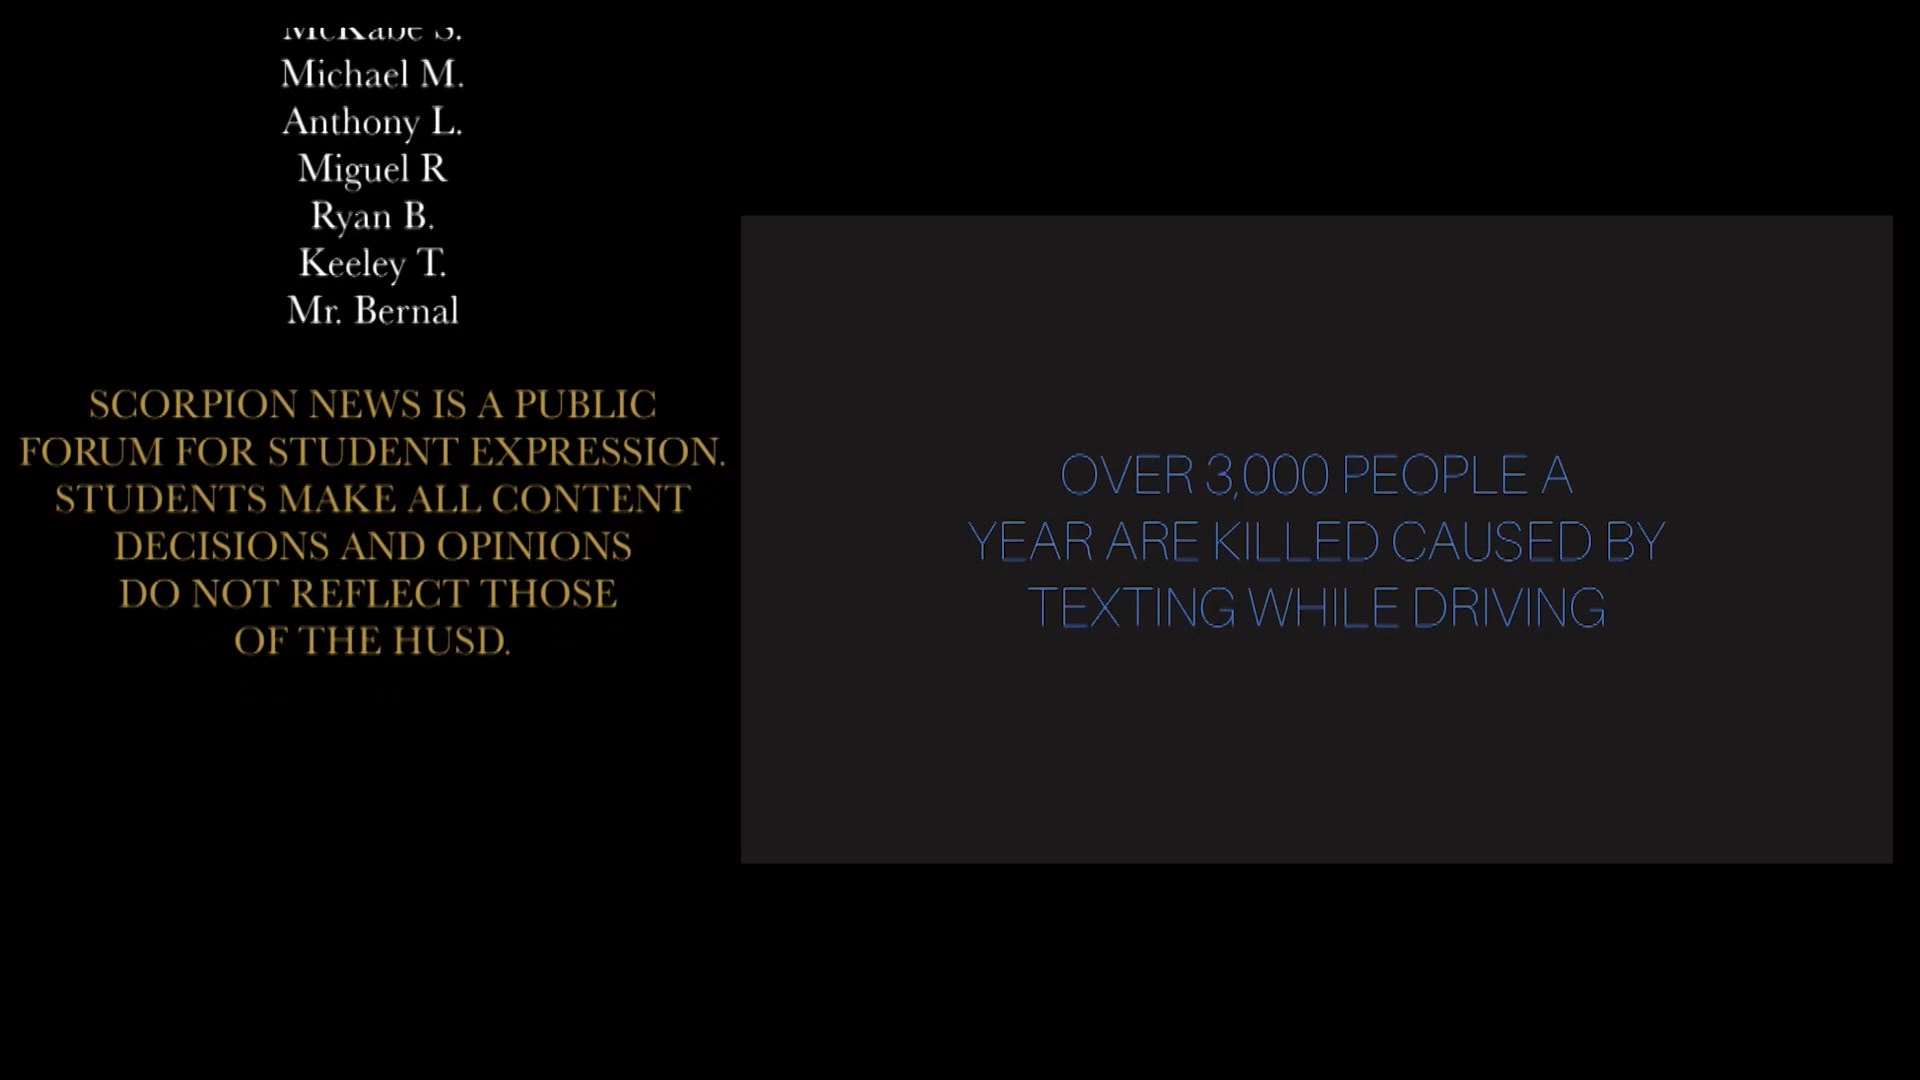 McKabe S.
Michael M.
Anthony L.
Miguel R
Ryan B.
Keeley T.
Mr. Bernal
SCORPION NEWS IS A PUBLIC
FORUM FOR STUDENT EXPRESSION.
STUDENTS MAKE ALL CONTENT
DECISIONS AND OPINIONS
DO NOT REFLECT THOSE
OF THE HUSD.
OVER 3,000 PEOPLE A
YEAR ARE KILLED CAUSED BY
TEXTING WHILE DRIVING